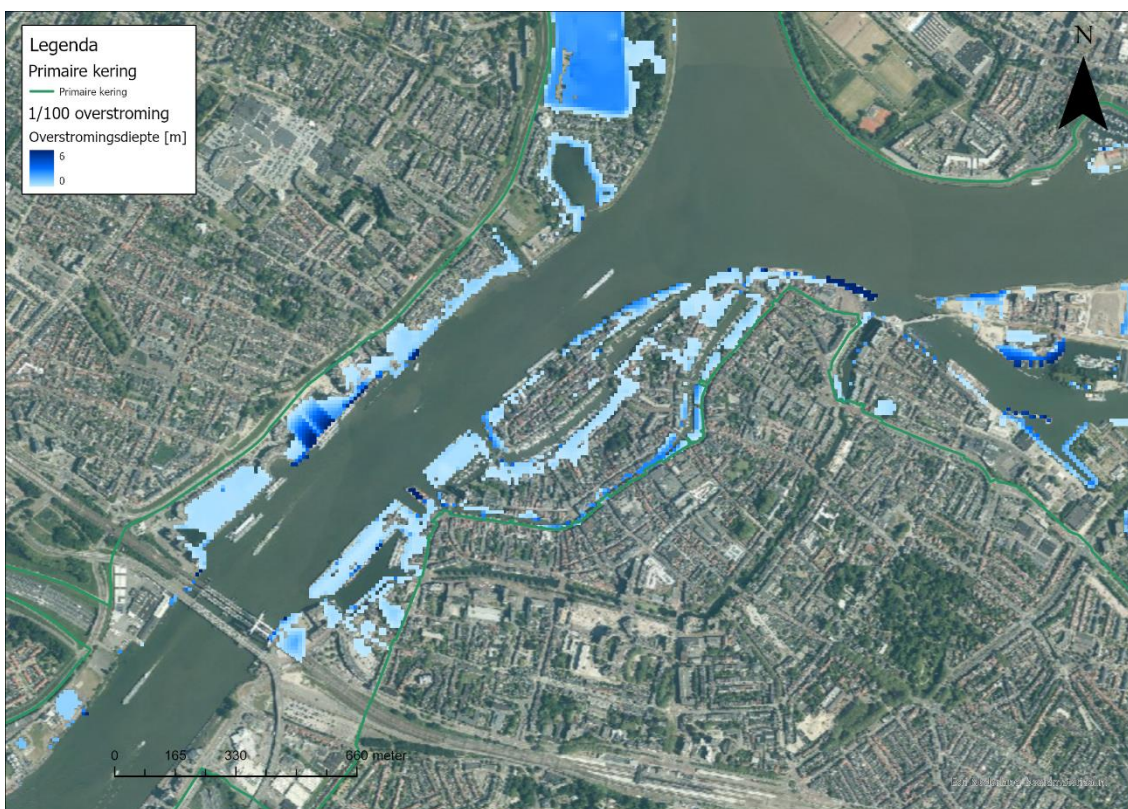 Legenda
Primaire kering
Primaire kering
1/100 overstroming
Overstromingsdiepte [m]
6
0
N
0 165 330 660 meter